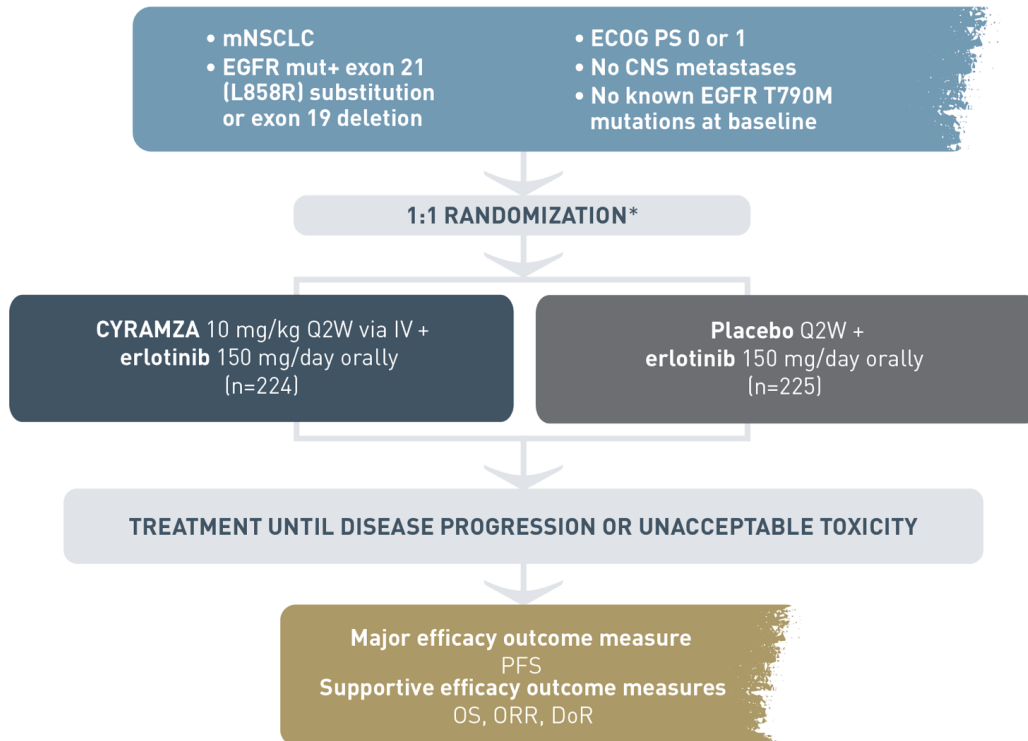 • mNSCLC
• EGFR mut+ exon 21
(L858R) substitution
or exon 19 deletion
• ECOG PS 0 or 1
• No CNS metastases
• No known EGFR T790M
mutations at baseline
1:1 RANDOMIZATION*
CYRAMZA 10 mg/kg Q2W via IV +
erlotinib 150 mg/day orally
(n=224)
Placebo Q2W +
erlotinib 150 mg/day orally
(n=225)
TREATMENT UNTIL DISEASE PROGRESSION OR UNACCEPTABLE TOXICITY
Major efficacy outcome measure
PFS
Supportive efficacy outcome measures
OS, ORR, DoR